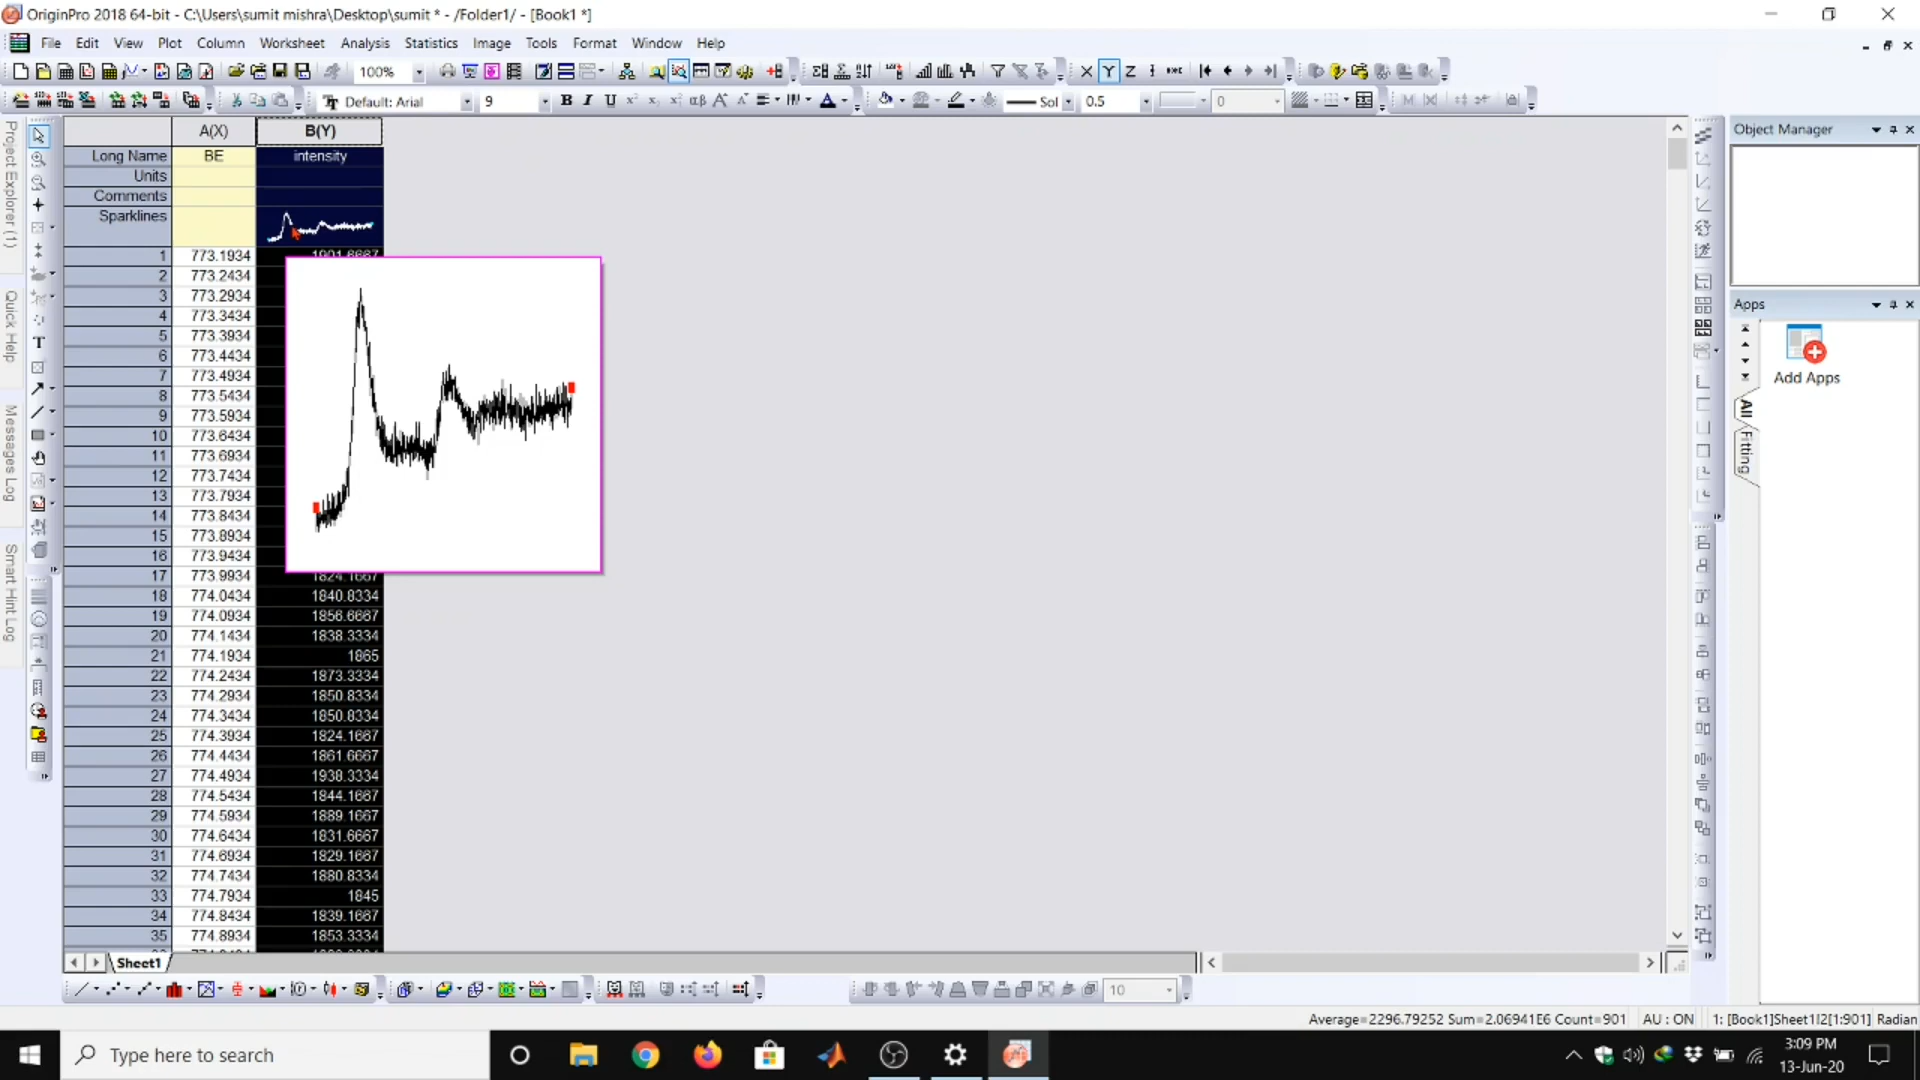 OriginPro 2018 64-bit - C:\Users\sumit mishra\Desktop\sumit * - /Folder1/ - [Book1 *]
File Edit View Plot Column Worksheet Analysis Statistics Image Tools Format Window Help
100%
Default: Arial 9 B I U αβ A Sol 0.5 0
Project Explorer (1)
Quick Help
Messages Log
Smart Hint Log
A(X) B(Y)
Long Name BE intensity
Units
Comments
Sparklines
1 773.1934 1901.6667
2 773.2434
3 773.2934
4 773.3434
5 773.3934
6 773.4434
7 773.4934
8 773.5434
9 773.5934
10 773.6434
11 773.6934
12 773.7434
13 773.7934
14 773.8434
15 773.8934
16 773.9434
17 773.9934 1824.1667
18 774.0434 1840.8334
19 774.0934 1856.6667
20 774.1434 1838.3334
21 774.1934 1865
22 774.2434 1873.3334
23 774.2934 1850.8334
24 774.3434 1850.8334
25 774.3934 1824.1667
26 774.4434 1861.6667
27 774.4934 1938.3334
28 774.5434 1844.1667
29 774.5934 1889.1667
30 774.6434 1831.6667
31 774.6934 1829.1667
32 774.7434 1880.8334
33 774.7934 1845
34 774.8434 1839.1667
35 774.8934 1853.3334
Sheet1
Object Manager
Apps
Add Apps
All
Fitting
10
Average=2296.79252 Sum=2.06941E6 Count=901 AU : ON 1: [Book1]Sheet1!2[1:901] Radian
Type here to search
3:09 PM
13-Jun-20